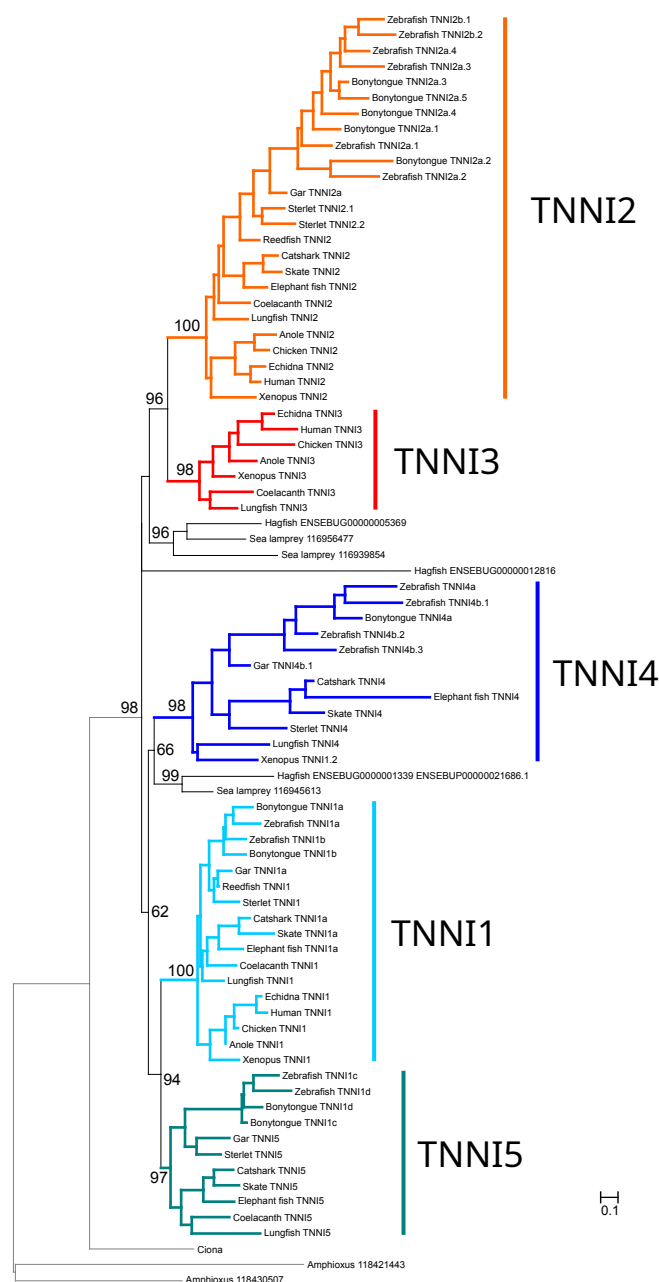 Zebrafish TNNI2b.1
Zebrafish TNNI2b.2
Zebrafish TNNI2a.4
Zebrafish TNNI2a.3
Bonytongue TNNI2a.3
Bonytongue TNNI2a.5
Bonytongue TNNI2a.4
Bonytongue TNNI2a.1
Zebrafish TNNI2a.1
Bonytongue TNNI2a.2
Zebrafish TNNI2a.2
Gar TNNI2a
Sterlet TNNI2.1
TNNI2
Sterlet TNNI2.2
Reedfish TNNI2
Catshark TNNI2
Skate TNNI2
Elephant fish TNNI2
Coelacanth TNNI2
Lungfish TNNI2
100
Anole TNNI2
Chicken TNNI2
Echidna TNNI2
Human TNNI2
Xenopus TNNI2
96
Echidna TNNI3
Human TNNI3
Chicken TNNI3
TNNI3
Anole TNNI3
98
Xenopus TNNI3
Coelacanth TNNI3
Lungfish TNNI3
Hagfish ENSEBUG00000005369
96
Sea lamprey 116956477
Sea lamprey 116939854
Hagfish ENSEBUG00000012816
Zebrafish TNNI4a
Zebrafish TNNI4b.1
Bonytongue TNNI4a
Zebrafish TNNI4b.2
Zebrafish TNNI4b.3
Gar TNNI4b.1
TNNI4
Catshark TNNI4
Elephant fish TNNI4
98
98
Skate TNNI4
Sterlet TNNI4
Lungfish TNNI4
66
Xenopus TNNI1.2
99
Hagfish ENSEBUG0000001339 ENSEBUP00000021686.1
Sea lamprey 116945613
Bonytongue TNNI1a
Zebrafish TNNI1a
Zebrafish TNNI1b
Bonytongue TNNI1b
Gar TNNI1a
Reedfish TNNI1
Sterlet TNNI1
62
Catshark TNNI1a
Skate TNNI1a
TNNI1
Elephant fish TNNI1a
Coelacanth TNNI1
100
Lungfish TNNI1
Echidna TNNI1
Human TNNI1
Chicken TNNI1
Anole TNNI1
Xenopus TNNI1
94
Zebrafish TNNI1c
Zebrafish TNNI1d
Bonytongue TNNI1d
Bonytongue TNNI1c
Gar TNNI5
Sterlet TNNI5
TNNI5
97
Catshark TNNI5
Skate TNNI5
Elephant fish TNNI5
Coelacanth TNNI5
Lungfish TNNI5
0.1
Ciona
Amphioxus 118421443
Amphioxus 118430507